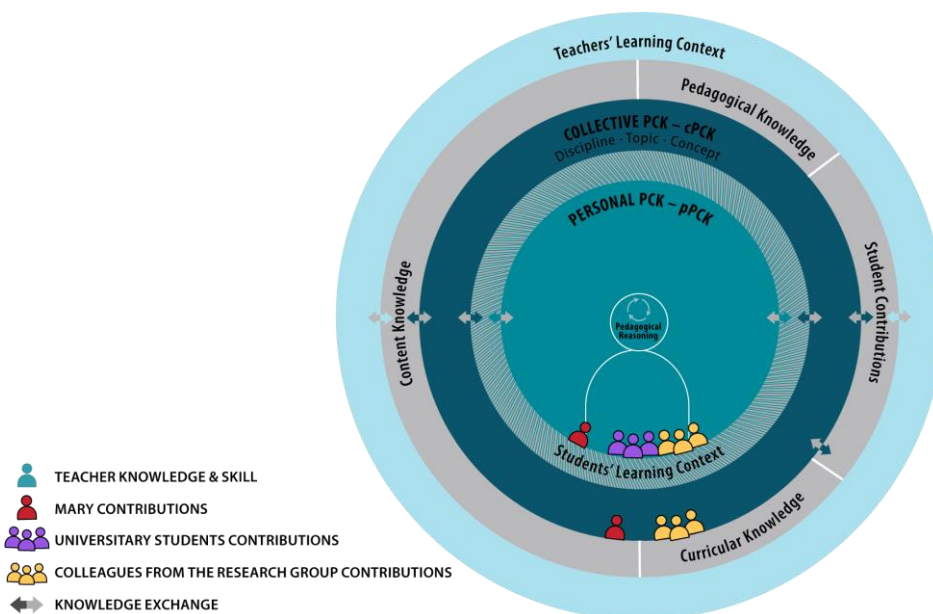 Teachers' Learning Context
Pedagogical Knowledge
COLLECTIVE PCK – cPCK
Discipline · Topic · Concept
PERSONAL PCK – pPCK
Content Knowledge
Student Contributions
Pedagogical
Reasoning
Students' Learning Context
Curricular Knowledge
TEACHER KNOWLEDGE & SKILL
MARY CONTRIBUTIONS
UNIVERSITARY STUDENTS CONTRIBUTIONS
COLLEAGUES FROM THE RESEARCH GROUP CONTRIBUTIONS
KNOWLEDGE EXCHANGE